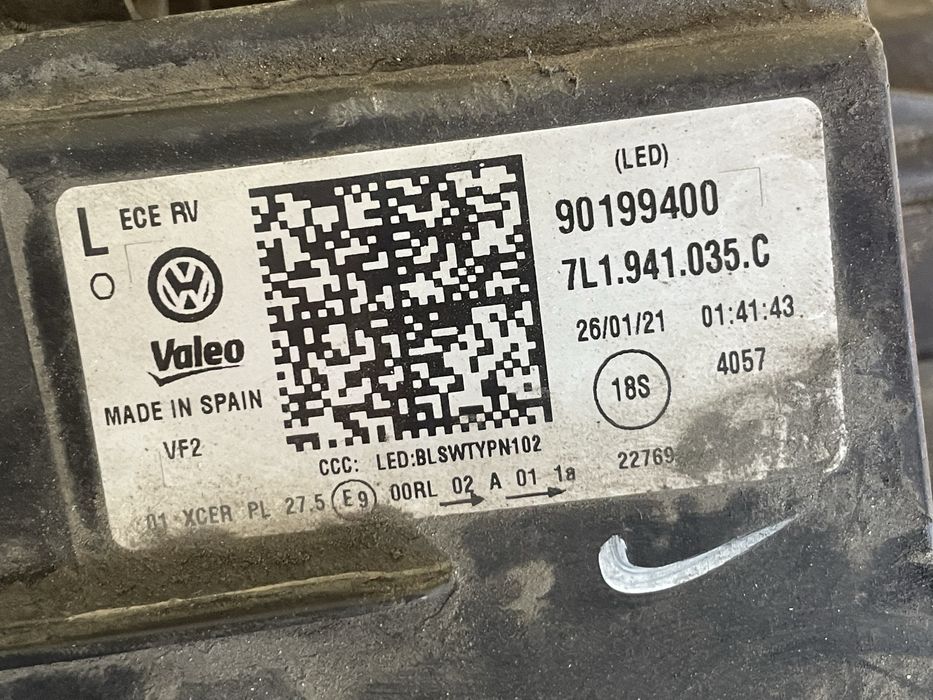 L ECE RV
O
Valeo
MADE IN SPAIN
VF2
(LED)
90199400
7L1.941.035.C
26/01/21 01:41:43
18S 4057
CCC: LED:BLSWTYPN102
22769
01 XCER PL 27.5 E9 00RL 02 A 01 1a